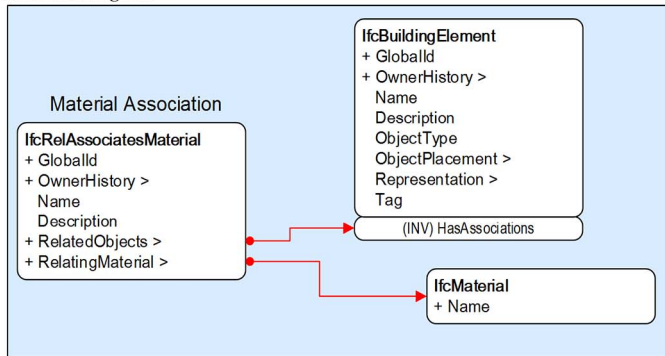 Material Association
IfcRelAssociatesMaterial
+ GlobalId
+ OwnerHistory >
Name
Description
+ RelatedObjects >
+ RelatingMaterial >
IfcBuildingElement
+ GlobalId
+ OwnerHistory >
Name
Description
ObjectType
ObjectPlacement >
Representation >
Tag
(INV) HasAssociations
IfcMaterial
+ Name